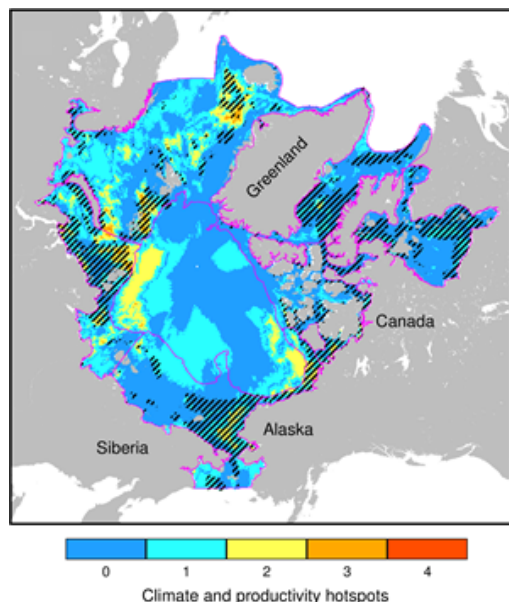 Greenland
Canada
Alaska
Siberia
0 1 2 3 4
Climate and productivity hotspots